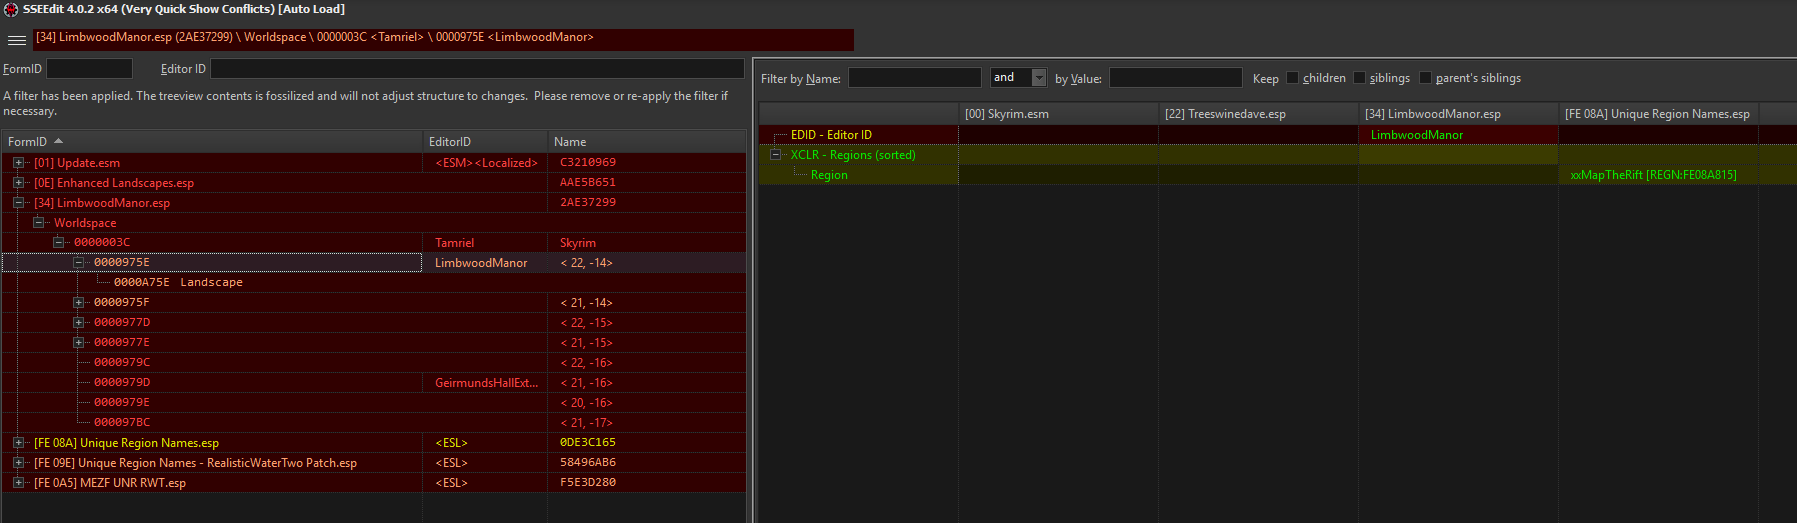 SSEEdit 4.0.2 x64 (Very Quick Show Conflicts) [Auto Load]
[34] LimbwoodManor.esp (2AE37299) \ Worldspace \ 0000003C <Tamriel> \ 0000975E <LimbwoodManor>
FormID Editor ID
A filter has been applied. The treeview contents is fossilized and will not adjust structure to changes. Please remove or re-apply the filter if
necessary.
FormID EditorID Name
[01] Update.esm <ESM><Localized> C3210969
[0E] Enhanced Landscapes.esp AAE5B651
[34] LimbwoodManor.esp 2AE37299
Worldspace
0000003C Tamriel Skyrim
0000975E LimbwoodManor < 22, -14>
0000A75E Landscape
0000975F < 21, -14>
0000977D < 22, -15>
0000977E < 21, -15>
0000979C < 22, -16>
0000979D GeirmundsHallExt... < 21, -16>
0000979E < 20, -16>
000097BC < 21, -17>
[FE 08A] Unique Region Names.esp <ESL> 0DE3C165
[FE 09E] Unique Region Names - RealisticWaterTwo Patch.esp <ESL> 58496AB6
[FE 0A5] MEZF UNR RWT.esp <ESL> F5E3D280
Filter by Name: and by Value: Keep children siblings parent's siblings
[00] Skyrim.esm [22] Treeswinedave.esp [34] LimbwoodManor.esp [FE 08A] Unique Region Names.esp
EDID - Editor ID LimbwoodManor
XCLR - Regions (sorted)
Region xxMapTheRift [REGN:FE08A815]